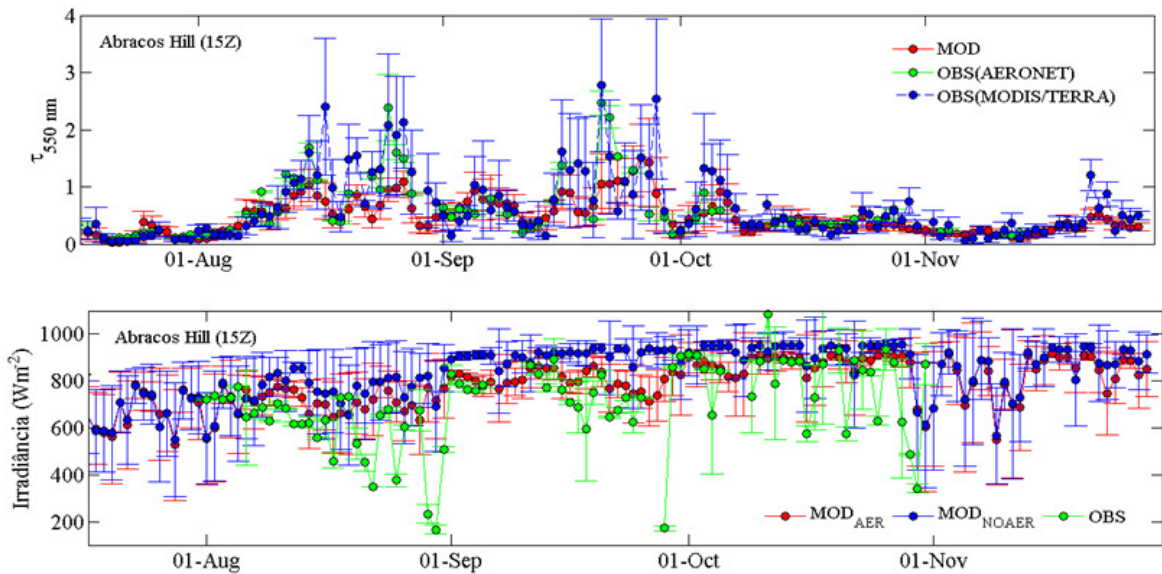 Abracos Hill (15Z)
MOD
OBS(AERONET)
OBS(MODIS/TERRA)
τ550 nm
4
3
2
1
0
01-Aug
01-Sep
01-Oct
01-Nov
Abracos Hill (15Z)
Irradiância (Wm-2)
1000
800
600
400
200
MODAER
MODNOAER
OBS
01-Aug
01-Sep
01-Oct
01-Nov